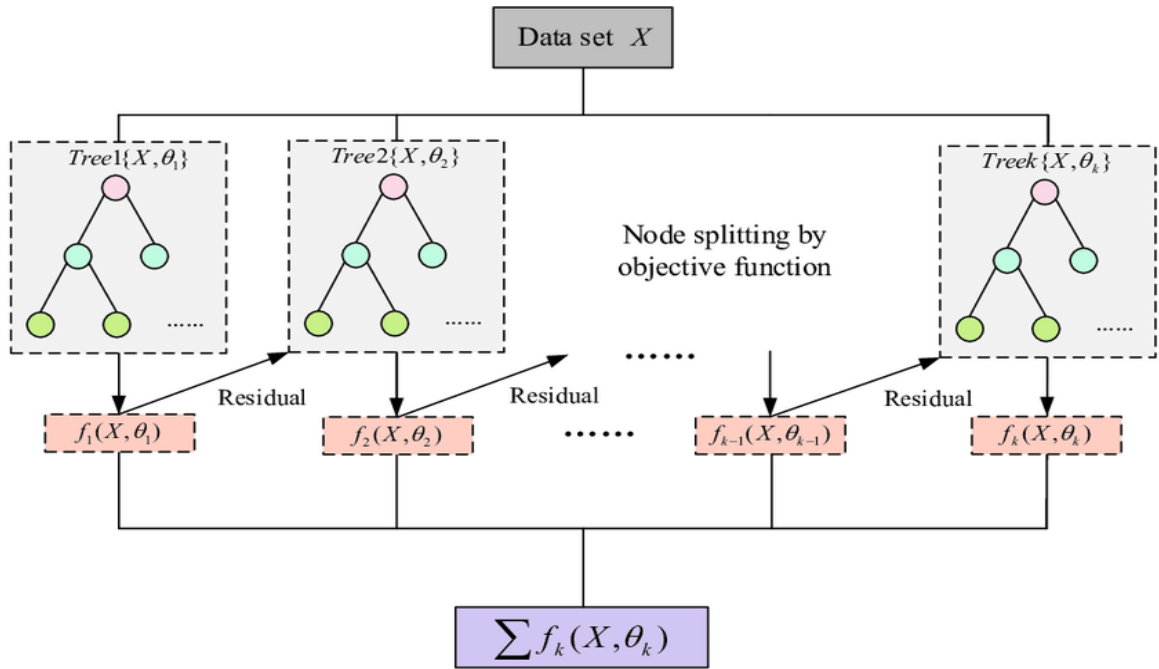 Data set X
Tree1{X,θ₁}
Tree2{X,θ₂}
Treek{X,θₖ}
Node splitting by
objective function
......
......
......
......
Residual
Residual
Residual
f₁(X,θ₁)
f₂(X,θ₂)
......
fₖ₋₁(X,θₖ₋₁)
fₖ(X,θₖ)
∑ fₖ(X,θₖ)